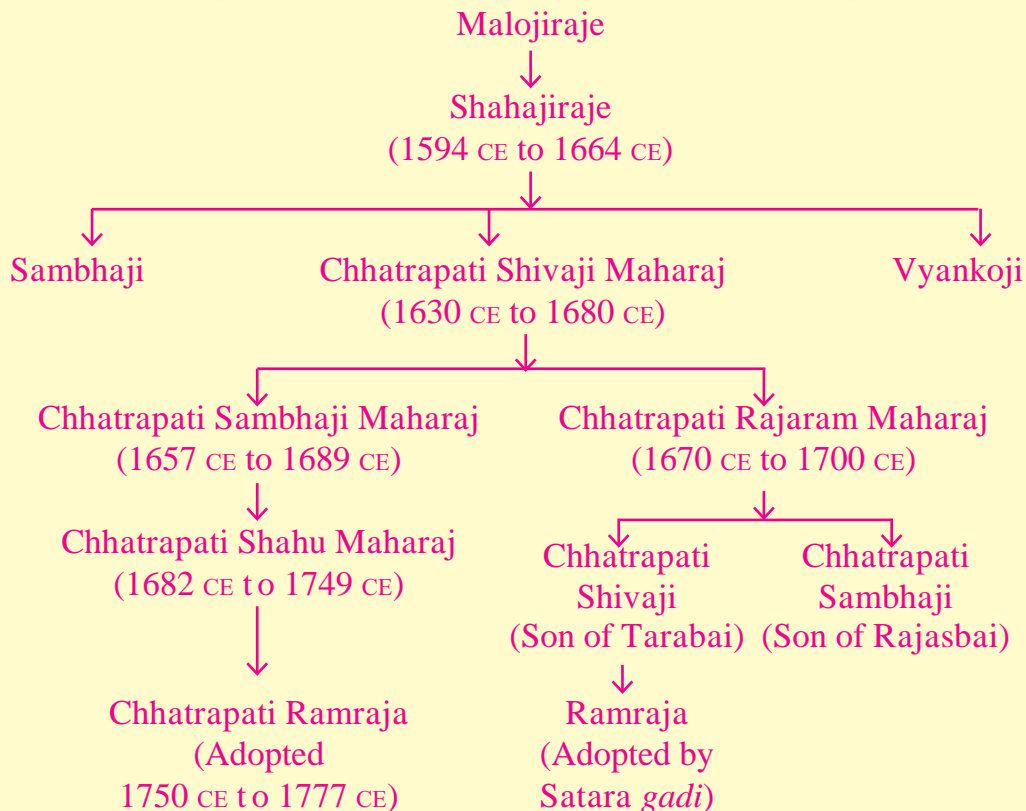 Malojiraje
Shahajiraje
(1594 CE to 1664 CE)
Sambhaji
Chhatrapati Shivaji Maharaj
(1630 CE to 1680 CE)
Vyankoji
Chhatrapati Sambhaji Maharaj
(1657 CE to 1689 CE)
Chhatrapati Rajaram Maharaj
(1670 CE to 1700 CE)
Chhatrapati Shahu Maharaj
(1682 CE to 1749 CE)
Chhatrapati
Shivaji
(Son of Tarabai)
Chhatrapati
Sambhaji
(Son of Rajasbai)
Chhatrapati Ramraja
(Adopted
1750 CE to 1777 CE)
Ramraja
(Adopted by
Satara gadi)